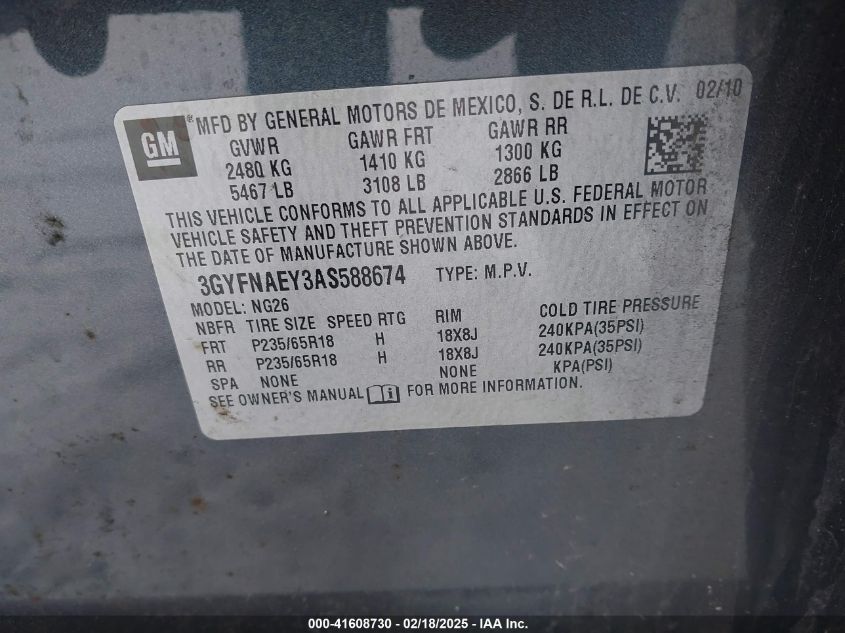 GM
®MFD BY GENERAL MOTORS DE MEXICO, S. DE R.L. DE C.V. 02/10
GVWR GAWR FRT GAWR RR
2480 KG 1410 KG 1300 KG
5467 LB 3108 LB 2866 LB
THIS VEHICLE CONFORMS TO ALL APPLICABLE U.S. FEDERAL MOTOR
VEHICLE SAFETY AND THEFT PREVENTION STANDARDS IN EFFECT ON
THE DATE OF MANUFACTURE SHOWN ABOVE.
3GYFNAEY3AS588674 TYPE: M.P.V.
MODEL: NG26
NBFR TIRE SIZE SPEED RTG RIM COLD TIRE PRESSURE
FRT P235/65R18 H 18X8J 240KPA(35PSI)
RR P235/65R18 H 18X8J 240KPA(35PSI)
SPA NONE NONE KPA(PSI)
SEE OWNER'S MANUAL FOR MORE INFORMATION.
000-41608730 - 02/18/2025 - IAA Inc.